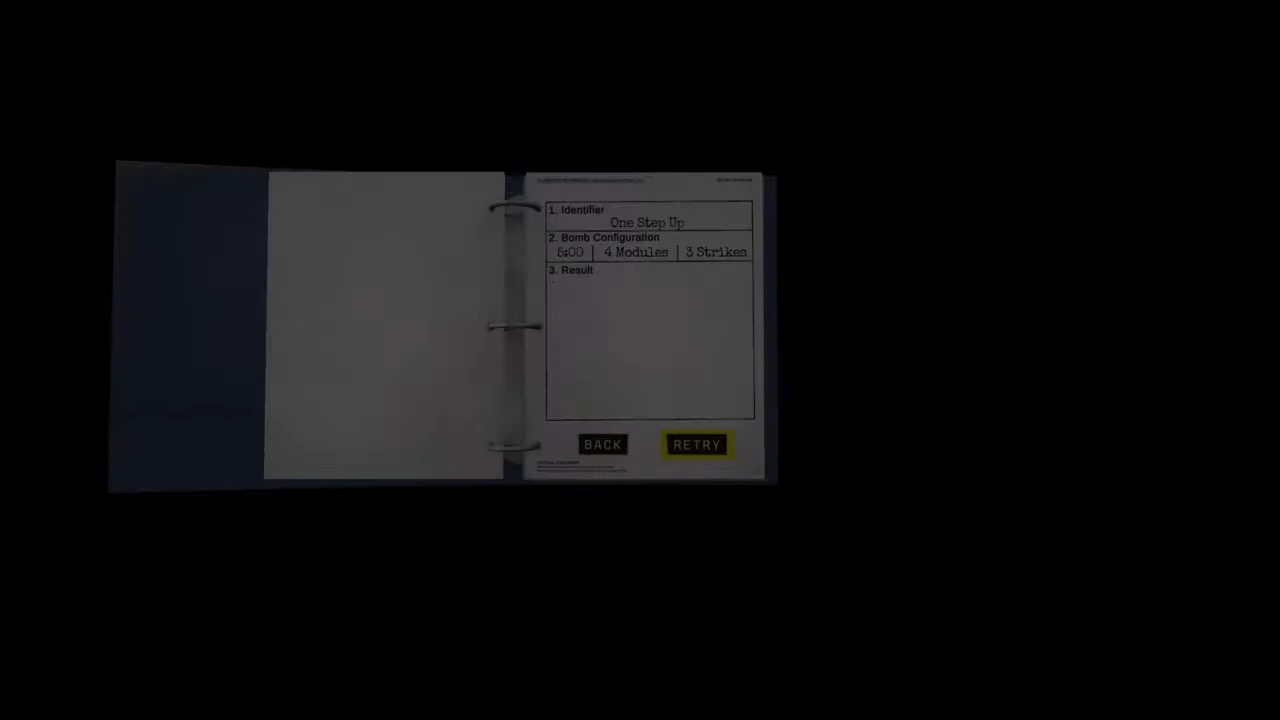 1. Identifier
One Step Up
2. Bomb Configuration
5:00 4 Modules 3 Strikes
3. Result
BACK RETRY